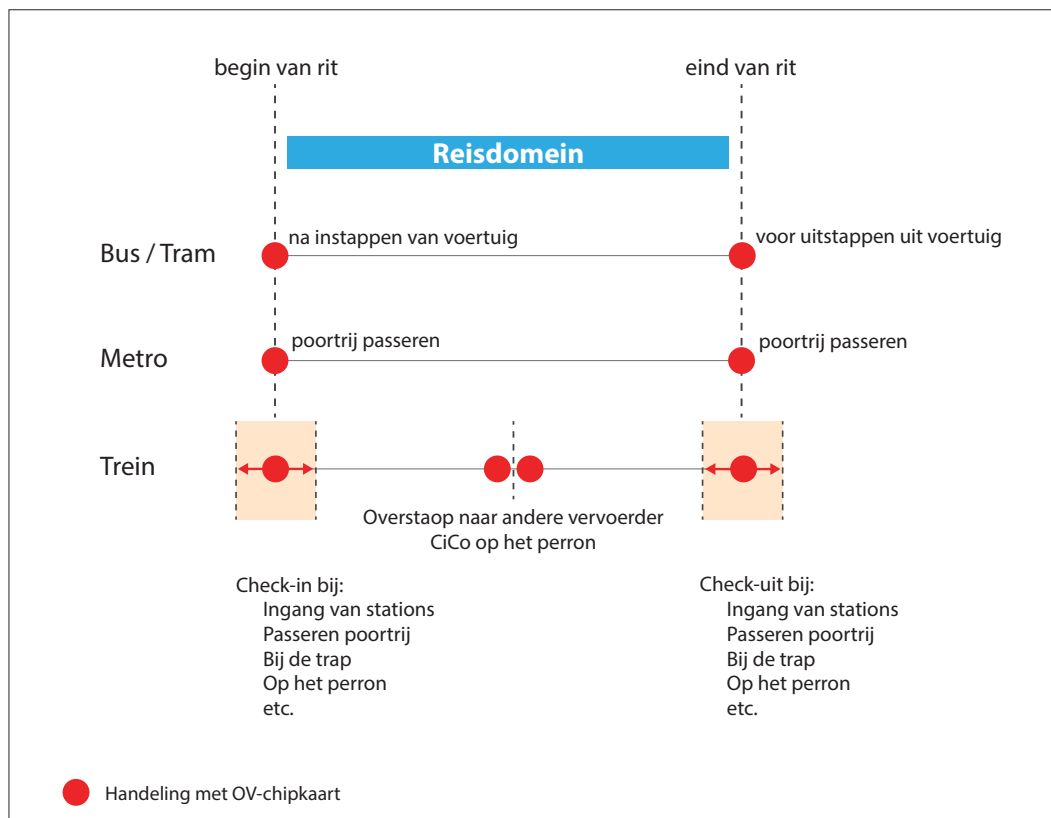 begin van rit
eind van rit
Reisdomein
Bus / Tram
na instappen van voertuig
voor uitstappen uit voertuig
Metro
poortrij passeren
poortrij passeren
Trein
Overstaop naar andere vervoerder
CiCo op het perron
Check-in bij:
Ingang van stations
Passeren poortrij
Bij de trap
Op het perron
etc.
Check-uit bij:
Ingang van stations
Passeren poortrij
Bij de trap
Op het perron
etc.
Handeling met OV-chipkaart